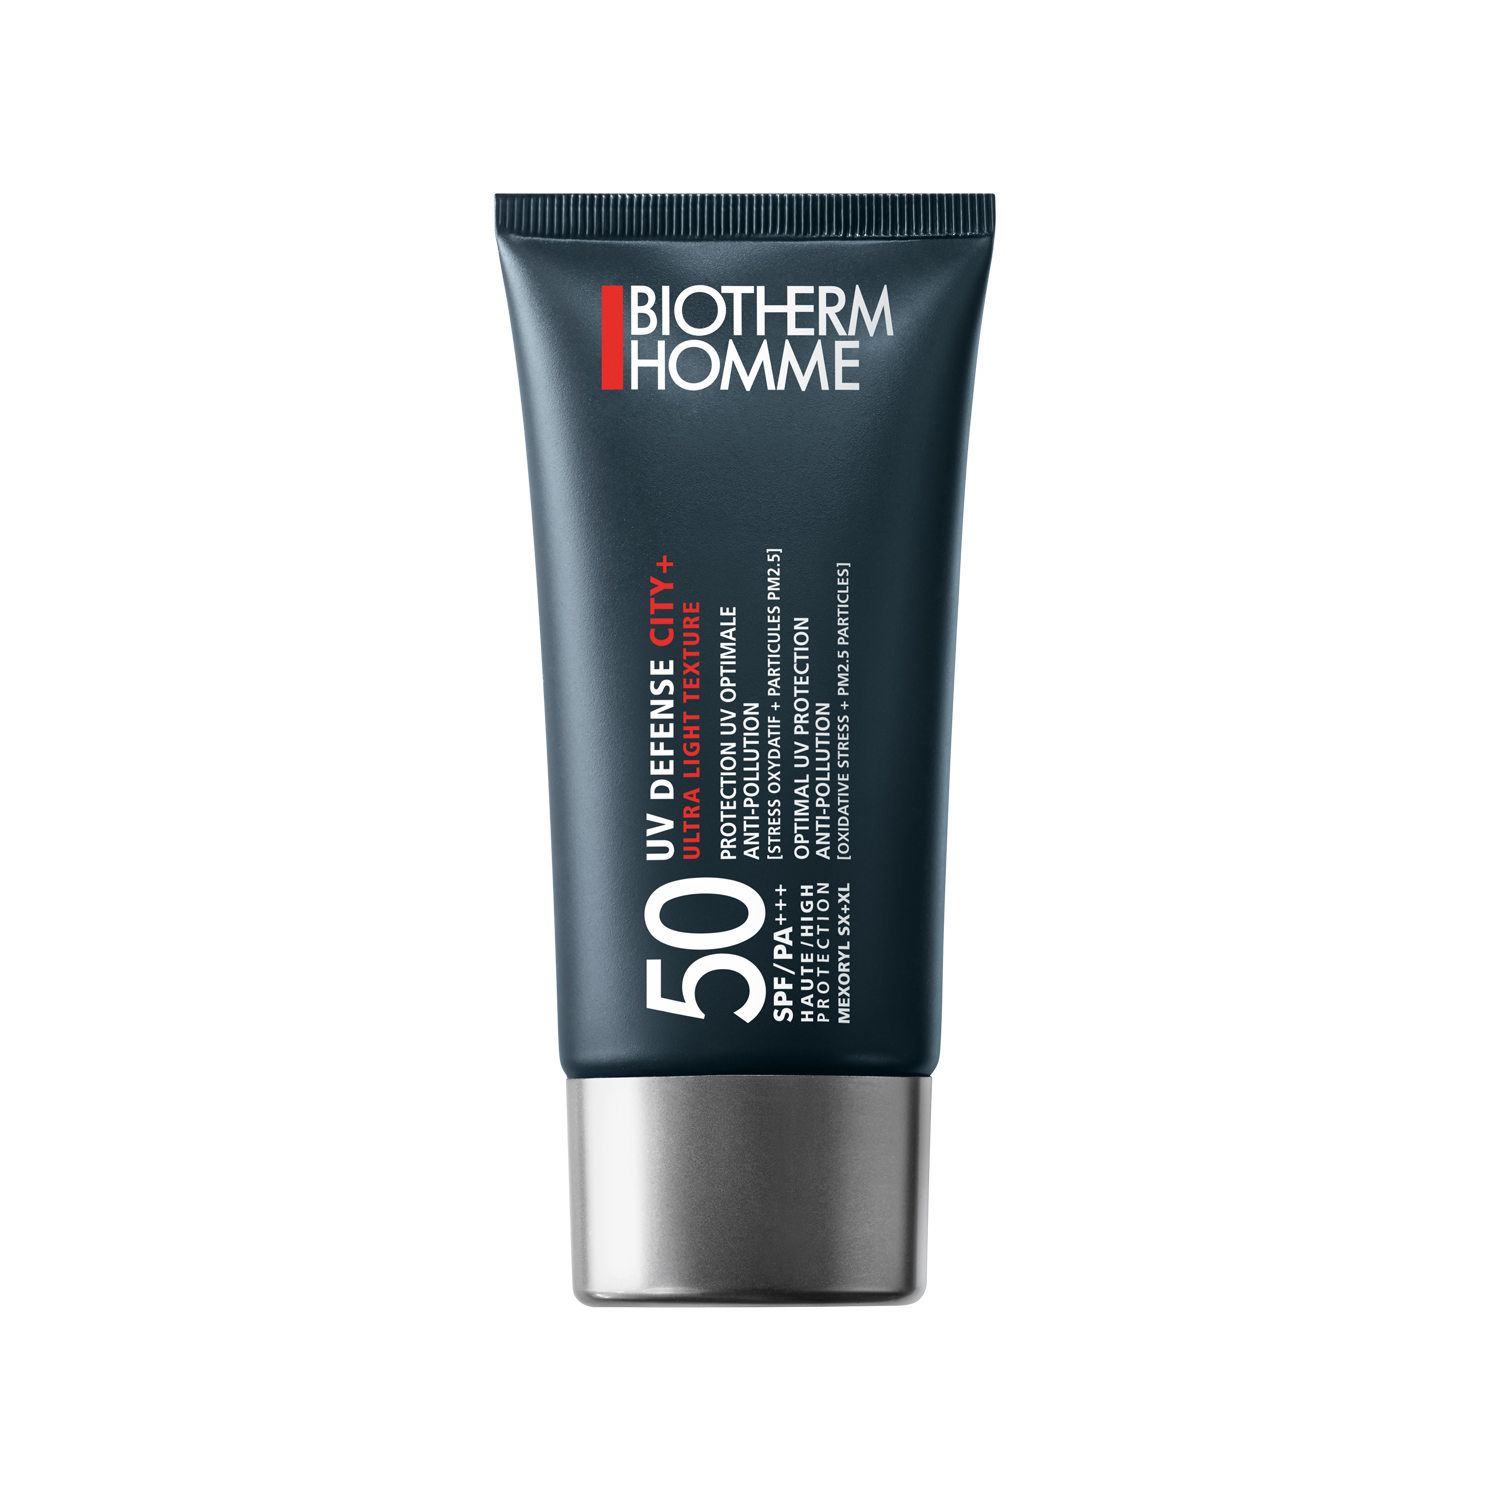 BIOTHERM
HOMME
50
SPF/PA+++
HAUTE/HIGH
PROTECTION
MEXORYL SX+XL
UV DEFENSE CITY+
ULTRA LIGHT TEXTURE
PROTECTION UV OPTIMALE
ANTI-POLLUTION
[STRESS OXYDATIF + PARTICULES PM2.5]
OPTIMAL UV PROTECTION
ANTI-POLLUTION
[OXIDATIVE STRESS + PM2.5 PARTICLES]